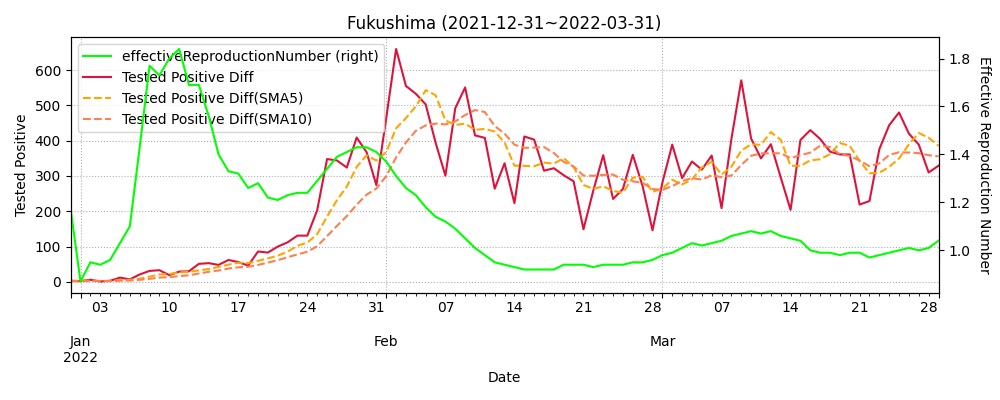 Fukushima (2021-12-31~2022-03-31)
effectiveReproductionNumber (right)
Tested Positive Diff
Tested Positive Diff(SMA5)
Tested Positive Diff(SMA10)
Tested Positive
600
500
400
300
200
100
0
1.8
1.6
1.4
1.2
1.0
Effective Reproduction Number
03 10 17 24 31 07 14 21 28 07 14 21 28
Jan Feb Mar
2022
Date